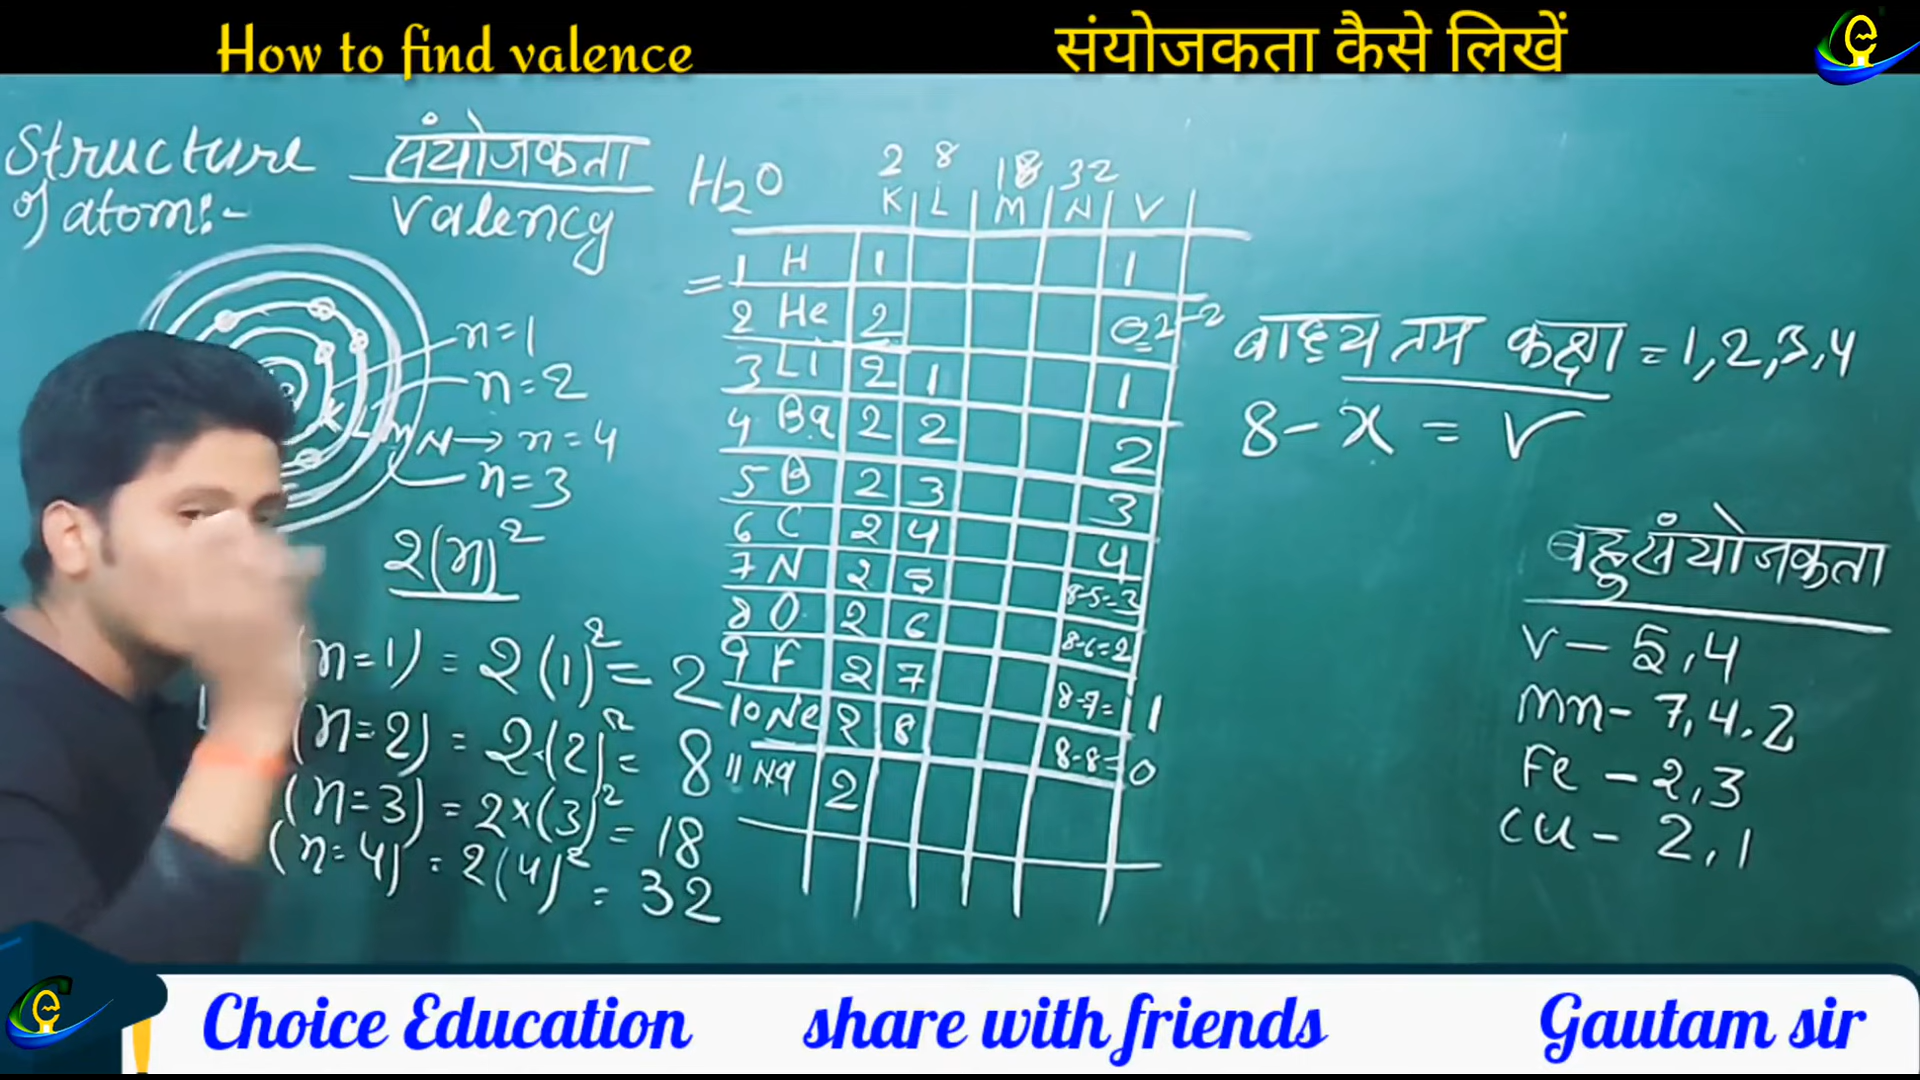 How to find valence
संयोजकता कैसे लिखें
Structure
of atom:-
संयोजकता
Valency
n=1
n=2
K L M N → n=4
n=3
2(n)²
(n=1) = 2(1)² = 2
(n=2) = 2·(2)² = 8
(n=3) = 2×(3)² = 18
(n=4) = 2(4)² = 32
H₂O
2 8 18 32
K L M N V
1 H 1 1
2 He 2 0 2-2
3 Li 2 1 1
4 Ba 2 2 2
5 B 2 3 3
6 C 2 4 4
7 N 2 5 8-5=3
8 O 2 6 8-6=2
9 F 2 7 8-7=1
10 Ne 2 8 8-8=0
11 Na 2
वाह्य तम कक्षा = 1,2,3,4
8-x = V
बहुसंयोजकता
V - 5,4
Mn- 7,4,2
Fe - 2,3
Cu - 2,1
Choice Education share with friends Gautam sir